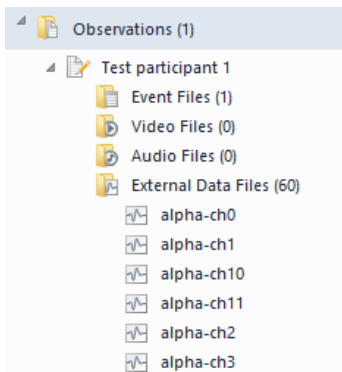 Observations (1)
Test participant 1
Event Files (1)
Video Files (0)
Audio Files (0)
External Data Files (60)
alpha-ch0
alpha-ch1
alpha-ch10
alpha-ch11
alpha-ch2
alpha-ch3